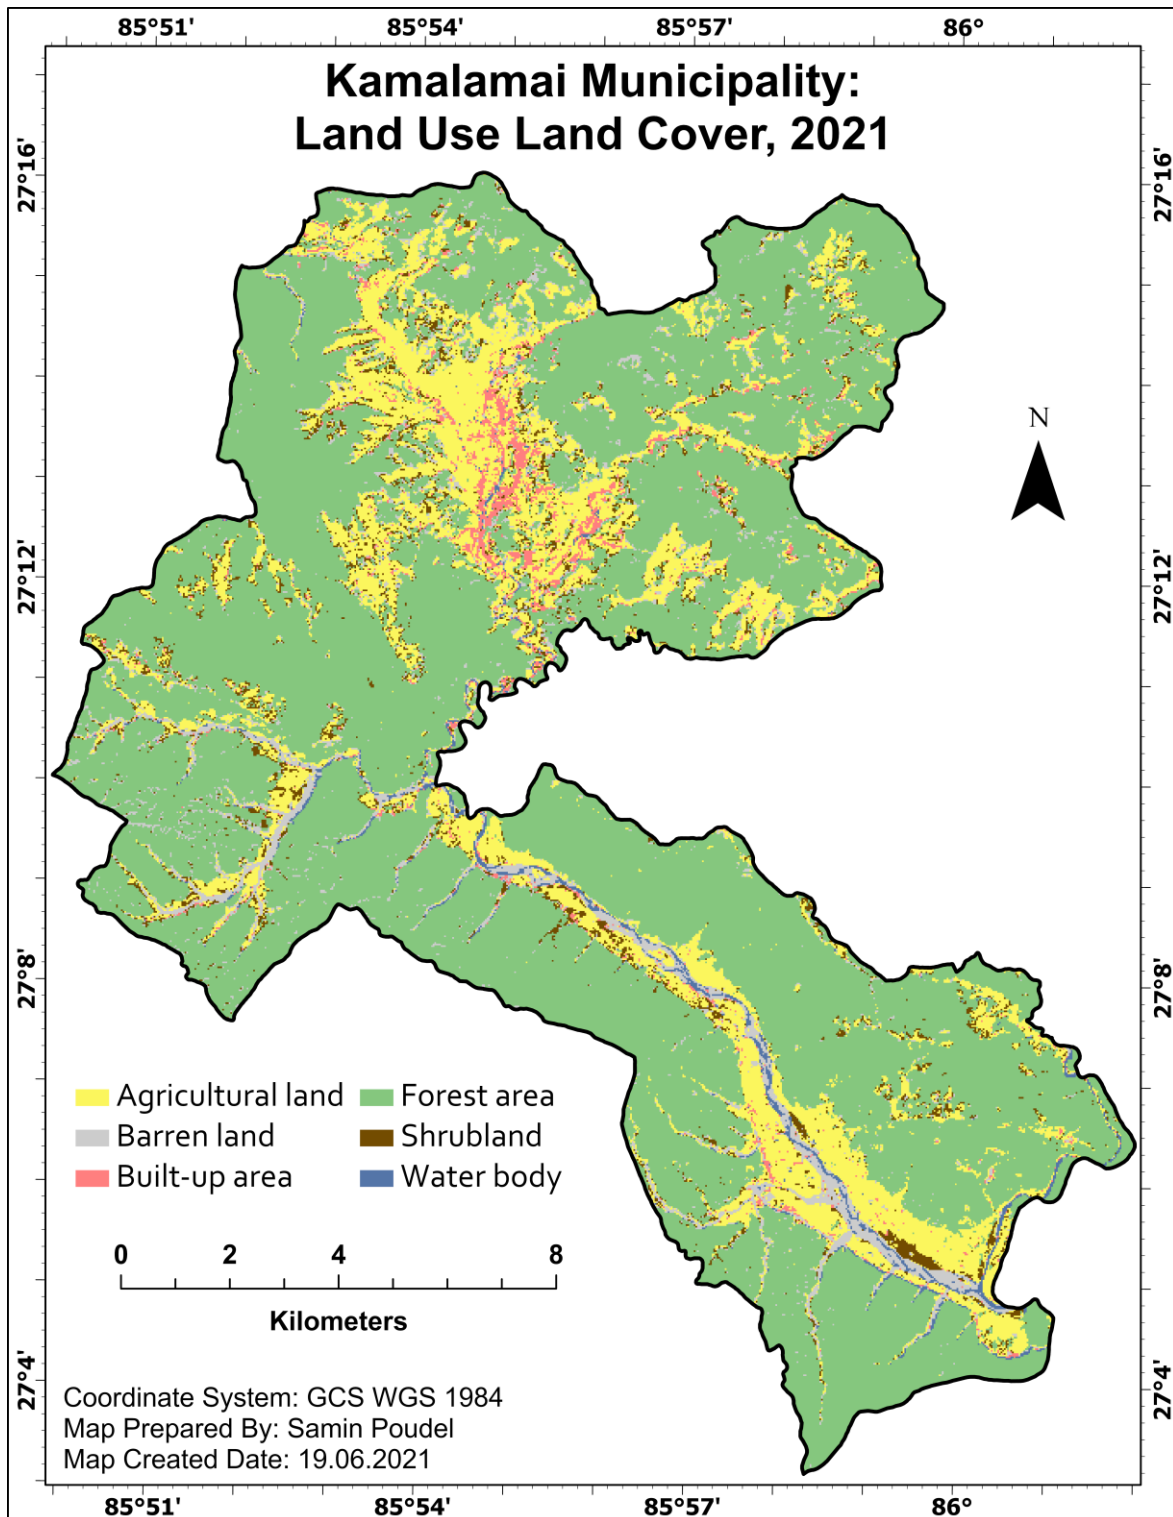 85°51' 85°54' 85°57' 86°
Kamalamai Municipality:
Land Use Land Cover, 2021
27°16' 27°16'
N
27°12' 27°12'
27°8' 27°8'
Agricultural land Forest area
Barren land Shrubland
Built-up area Water body
0 2 4 8
Kilometers
27°4' 27°4'
Coordinate System: GCS WGS 1984
Map Prepared By: Samin Poudel
Map Created Date: 19.06.2021
85°51' 85°54' 85°57' 86°